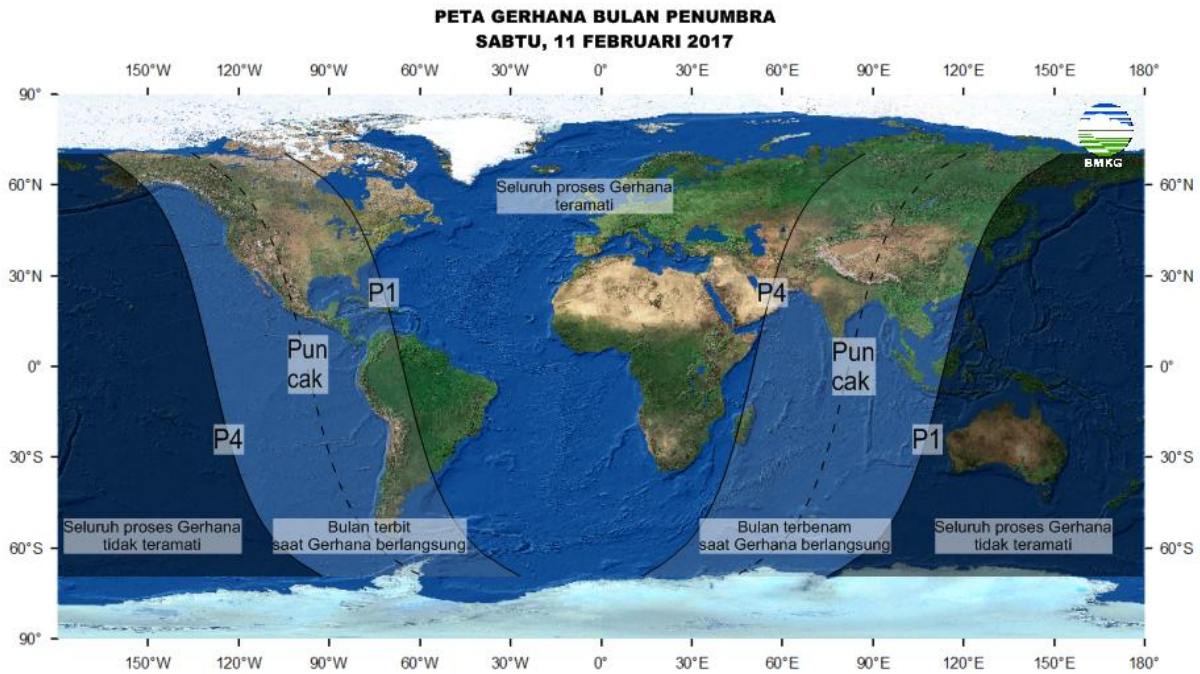 PETA GERHANA BULAN PENUMBRA
SABTU, 11 FEBRUARI 2017
150°W 120°W 90°W 60°W 30°W 0° 30°E 60°E 90°E 120°E 150°E 180°
90°
BMKG
60°N 60°N
Seluruh proses Gerhana
teramati
30°N 30°N
P1
P4
Pun
cak
Pun
cak
0° 0°
P4
P1
30°S 30°S
Seluruh proses Gerhana
tidak teramati
Bulan terbit
saat Gerhana berlangsung
Bulan terbenam
saat Gerhana berlangsung
Seluruh proses Gerhana
tidak teramati
60°S 60°S
90°
150°W 120°W 90°W 60°W 30°W 0° 30°E 60°E 90°E 120°E 150°E 180°